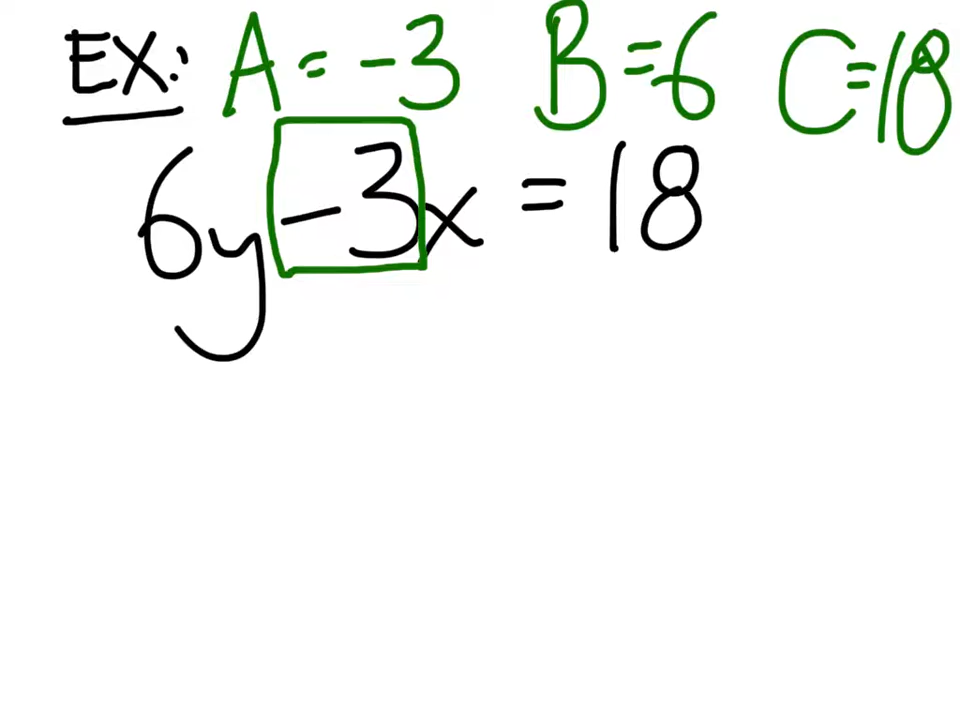 EX: A = -3 B = 6 C = 18
6y -3x = 18